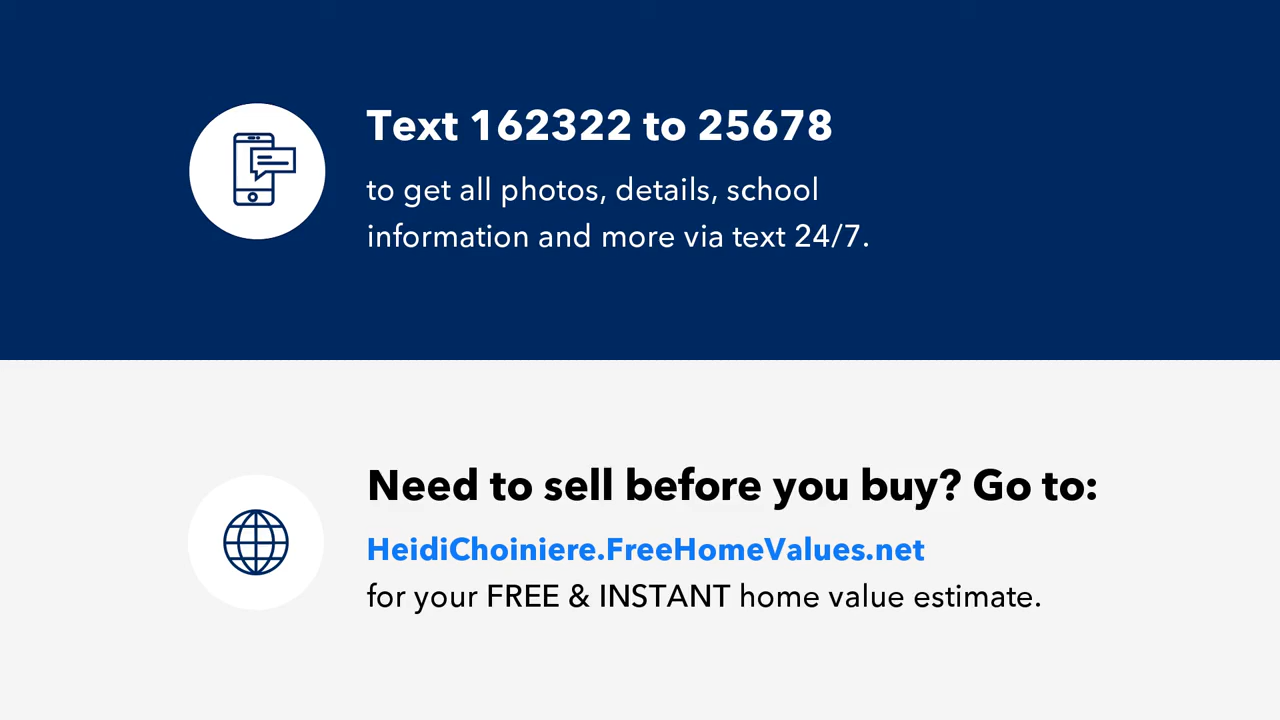 Text 162322 to 25678
to get all photos, details, school
information and more via text 24/7.
Need to sell before you buy? Go to:
HeidiChoiniere.FreeHomeValues.net
for your FREE & INSTANT home value estimate.